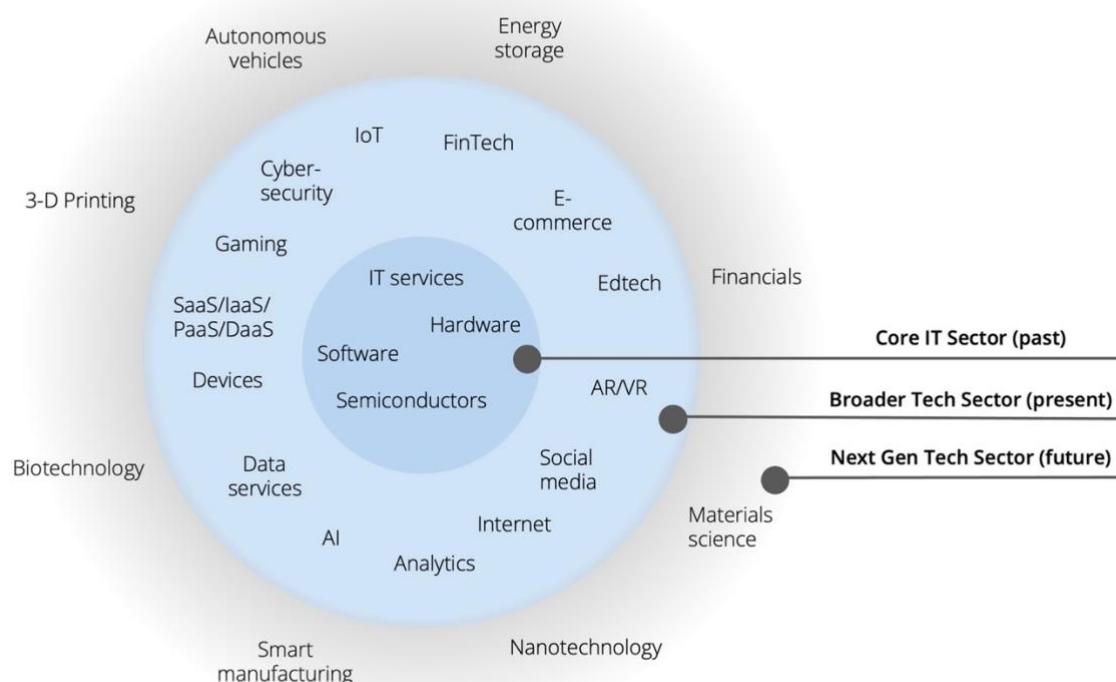 Autonomous
vehicles
Energy
storage
IoT
FinTech
Cyber-
security
3-D Printing
E-
commerce
Gaming
IT services
Edtech
Financials
SaaS/IaaS/
PaaS/DaaS
Hardware
Software
Core IT Sector (past)
Devices
AR/VR
Semiconductors
Broader Tech Sector (present)
Biotechnology
Data
services
Social
media
Next Gen Tech Sector (future)
Internet
Materials
science
AI
Analytics
Smart
manufacturing
Nanotechnology